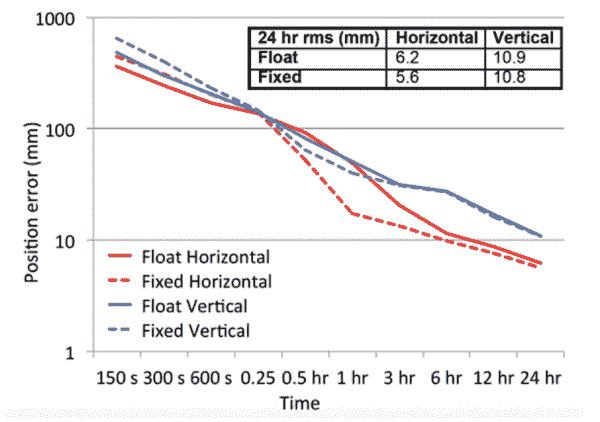 1000
100
10
1
Position error (mm)
24 hr rms (mm) Horizontal Vertical
Float 6.2 10.9
Fixed 5.6 10.8
Float Horizontal
Fixed Horizontal
Float Vertical
Fixed Vertical
150 s 300 s 600 s 0.25 0.5 hr 1 hr 3 hr 6 hr 12 hr 24 hr
Time